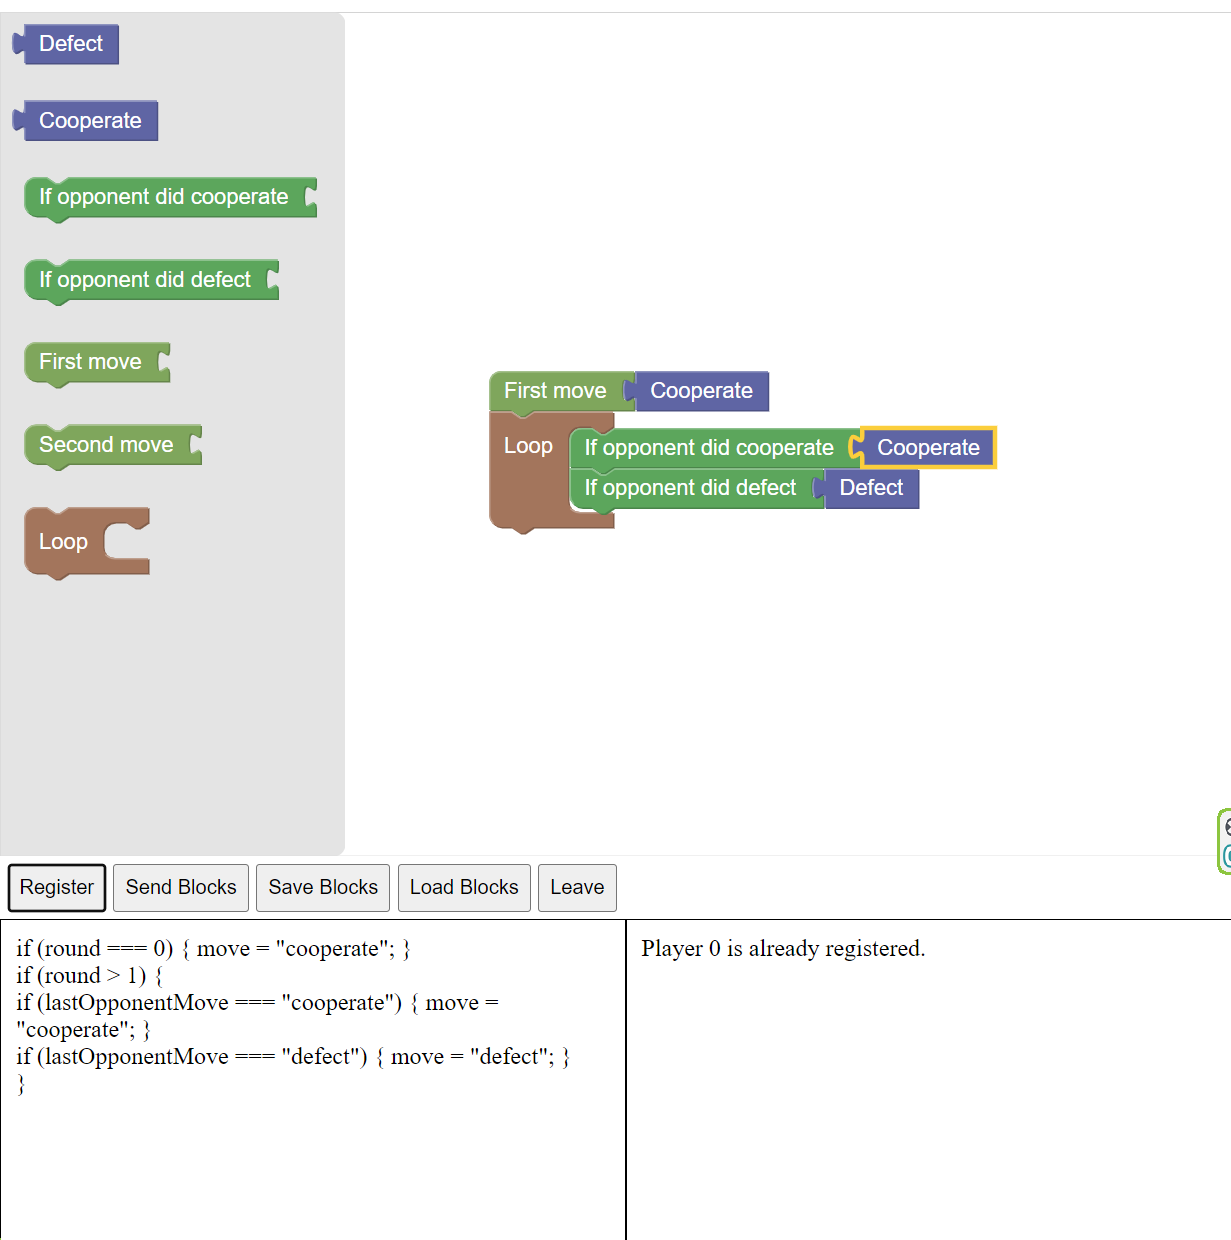 Defect
Cooperate
If opponent did cooperate
If opponent did defect
First move
Second move
Loop
First move Cooperate
Loop If opponent did cooperate Cooperate
If opponent did defect Defect
Register Send Blocks Save Blocks Load Blocks Leave
if (round === 0) { move = "cooperate"; }
if (round > 1) {
if (lastOpponentMove === "cooperate") { move =
"cooperate"; }
if (lastOpponentMove === "defect") { move = "defect"; }
}
Player 0 is already registered.